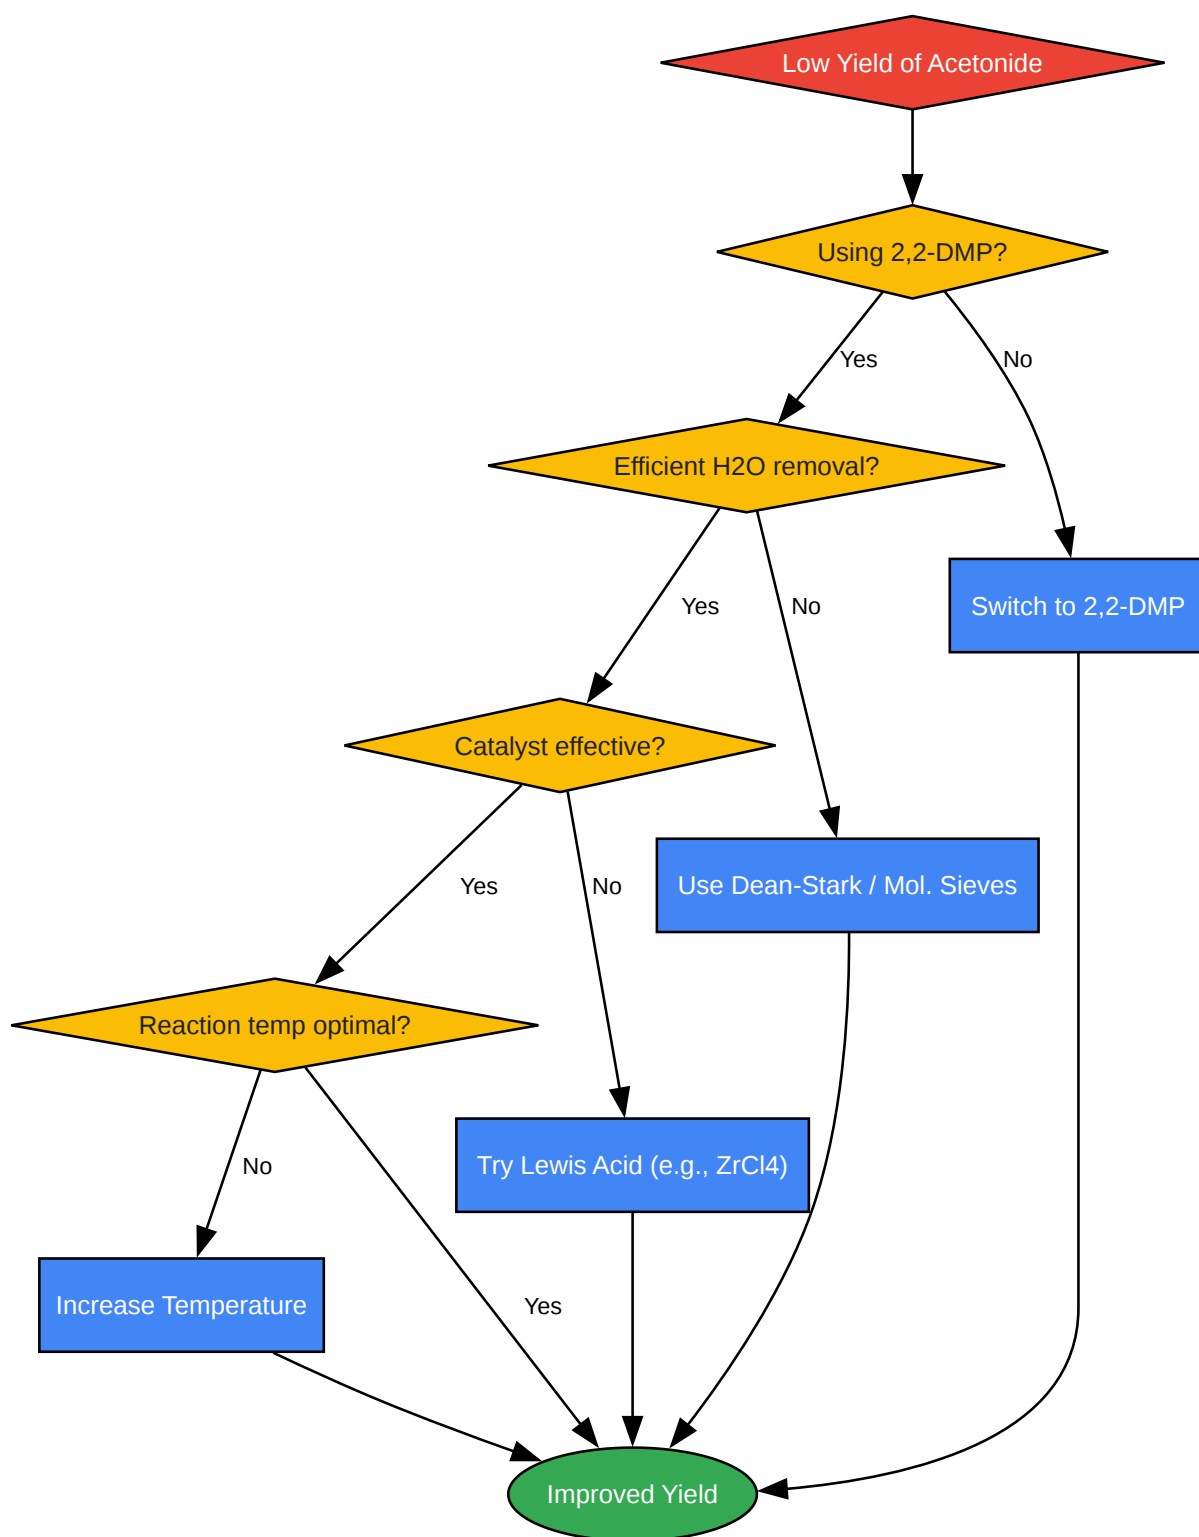 Low Yield of Acetonide
Using 2,2-DMP?
Yes
No
Efficient H2O removal?
Switch to 2,2-DMP
Yes
No
Catalyst effective?
Use Dean-Stark / Mol. Sieves
Yes
No
Reaction temp optimal?
Try Lewis Acid (e.g., ZrCl4)
No
Yes
Increase Temperature
Improved Yield